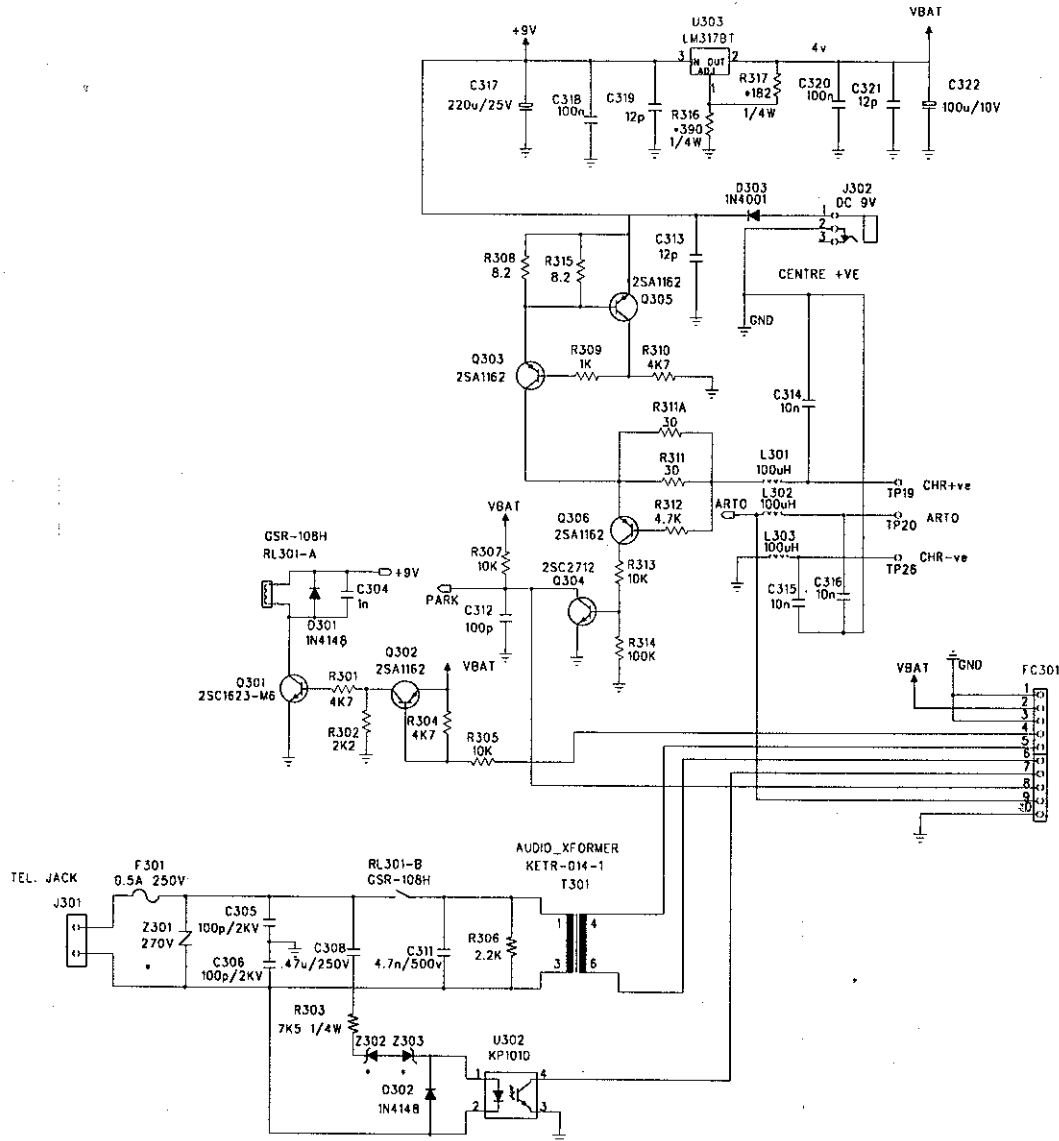 U303
LM317BT
+9V
VBAT
3 IN OUT 2
ADJ
1
4v
C317
220u/25V
C318
100n
C319
12p
R317
*182
1/4W
R316
*390
1/4W
C320
100n
C321
12p
C322
100u/10V
D303
1N4001
J302
DC 9V
1
2
3
CENTRE +VE
GND
C313
12p
R308
8.2
R315
8.2
2SA1162
Q305
Q303
2SA1162
R309
1K
R310
4K7
C314
10n
R311A
30
R311
30
R312
4.7K
L301
100uH
TP19
CHR+ve
ARTO
L302
100uH
TP20
ARTO
L303
100uH
TP26
CHR-ve
C315
10n
C316
10n
Q306
2SA1162
R313
10K
R314
100K
2SC2712
Q304
VBAT
R307
10K
PARK
C312
100p
GSR-108H
RL301-A
+9V
C304
1n
D301
1N4148
Q301
2SC1623-M6
R301
4K7
R302
2K2
Q302
2SA1162
VBAT
R304
4K7
R305
10K
VBAT
GND
FC301
1
2
3
4
5
6
7
8
9
10
TEL. JACK
J301
F301
0.5A 250V
Z301
270V
*
C305
100p/2KV
C306
100p/2KV
C308
.47u/250V
RL301-B
GSR-108H
C311
4.7n/500v
R306
2.2K
AUDIO_XFORMER
KETR-014-1
T301
1
3
4
6
R303
7K5 1/4W
Z302
*
Z303
*
D302
1N4148
U302
KP1010
1
2
4
3